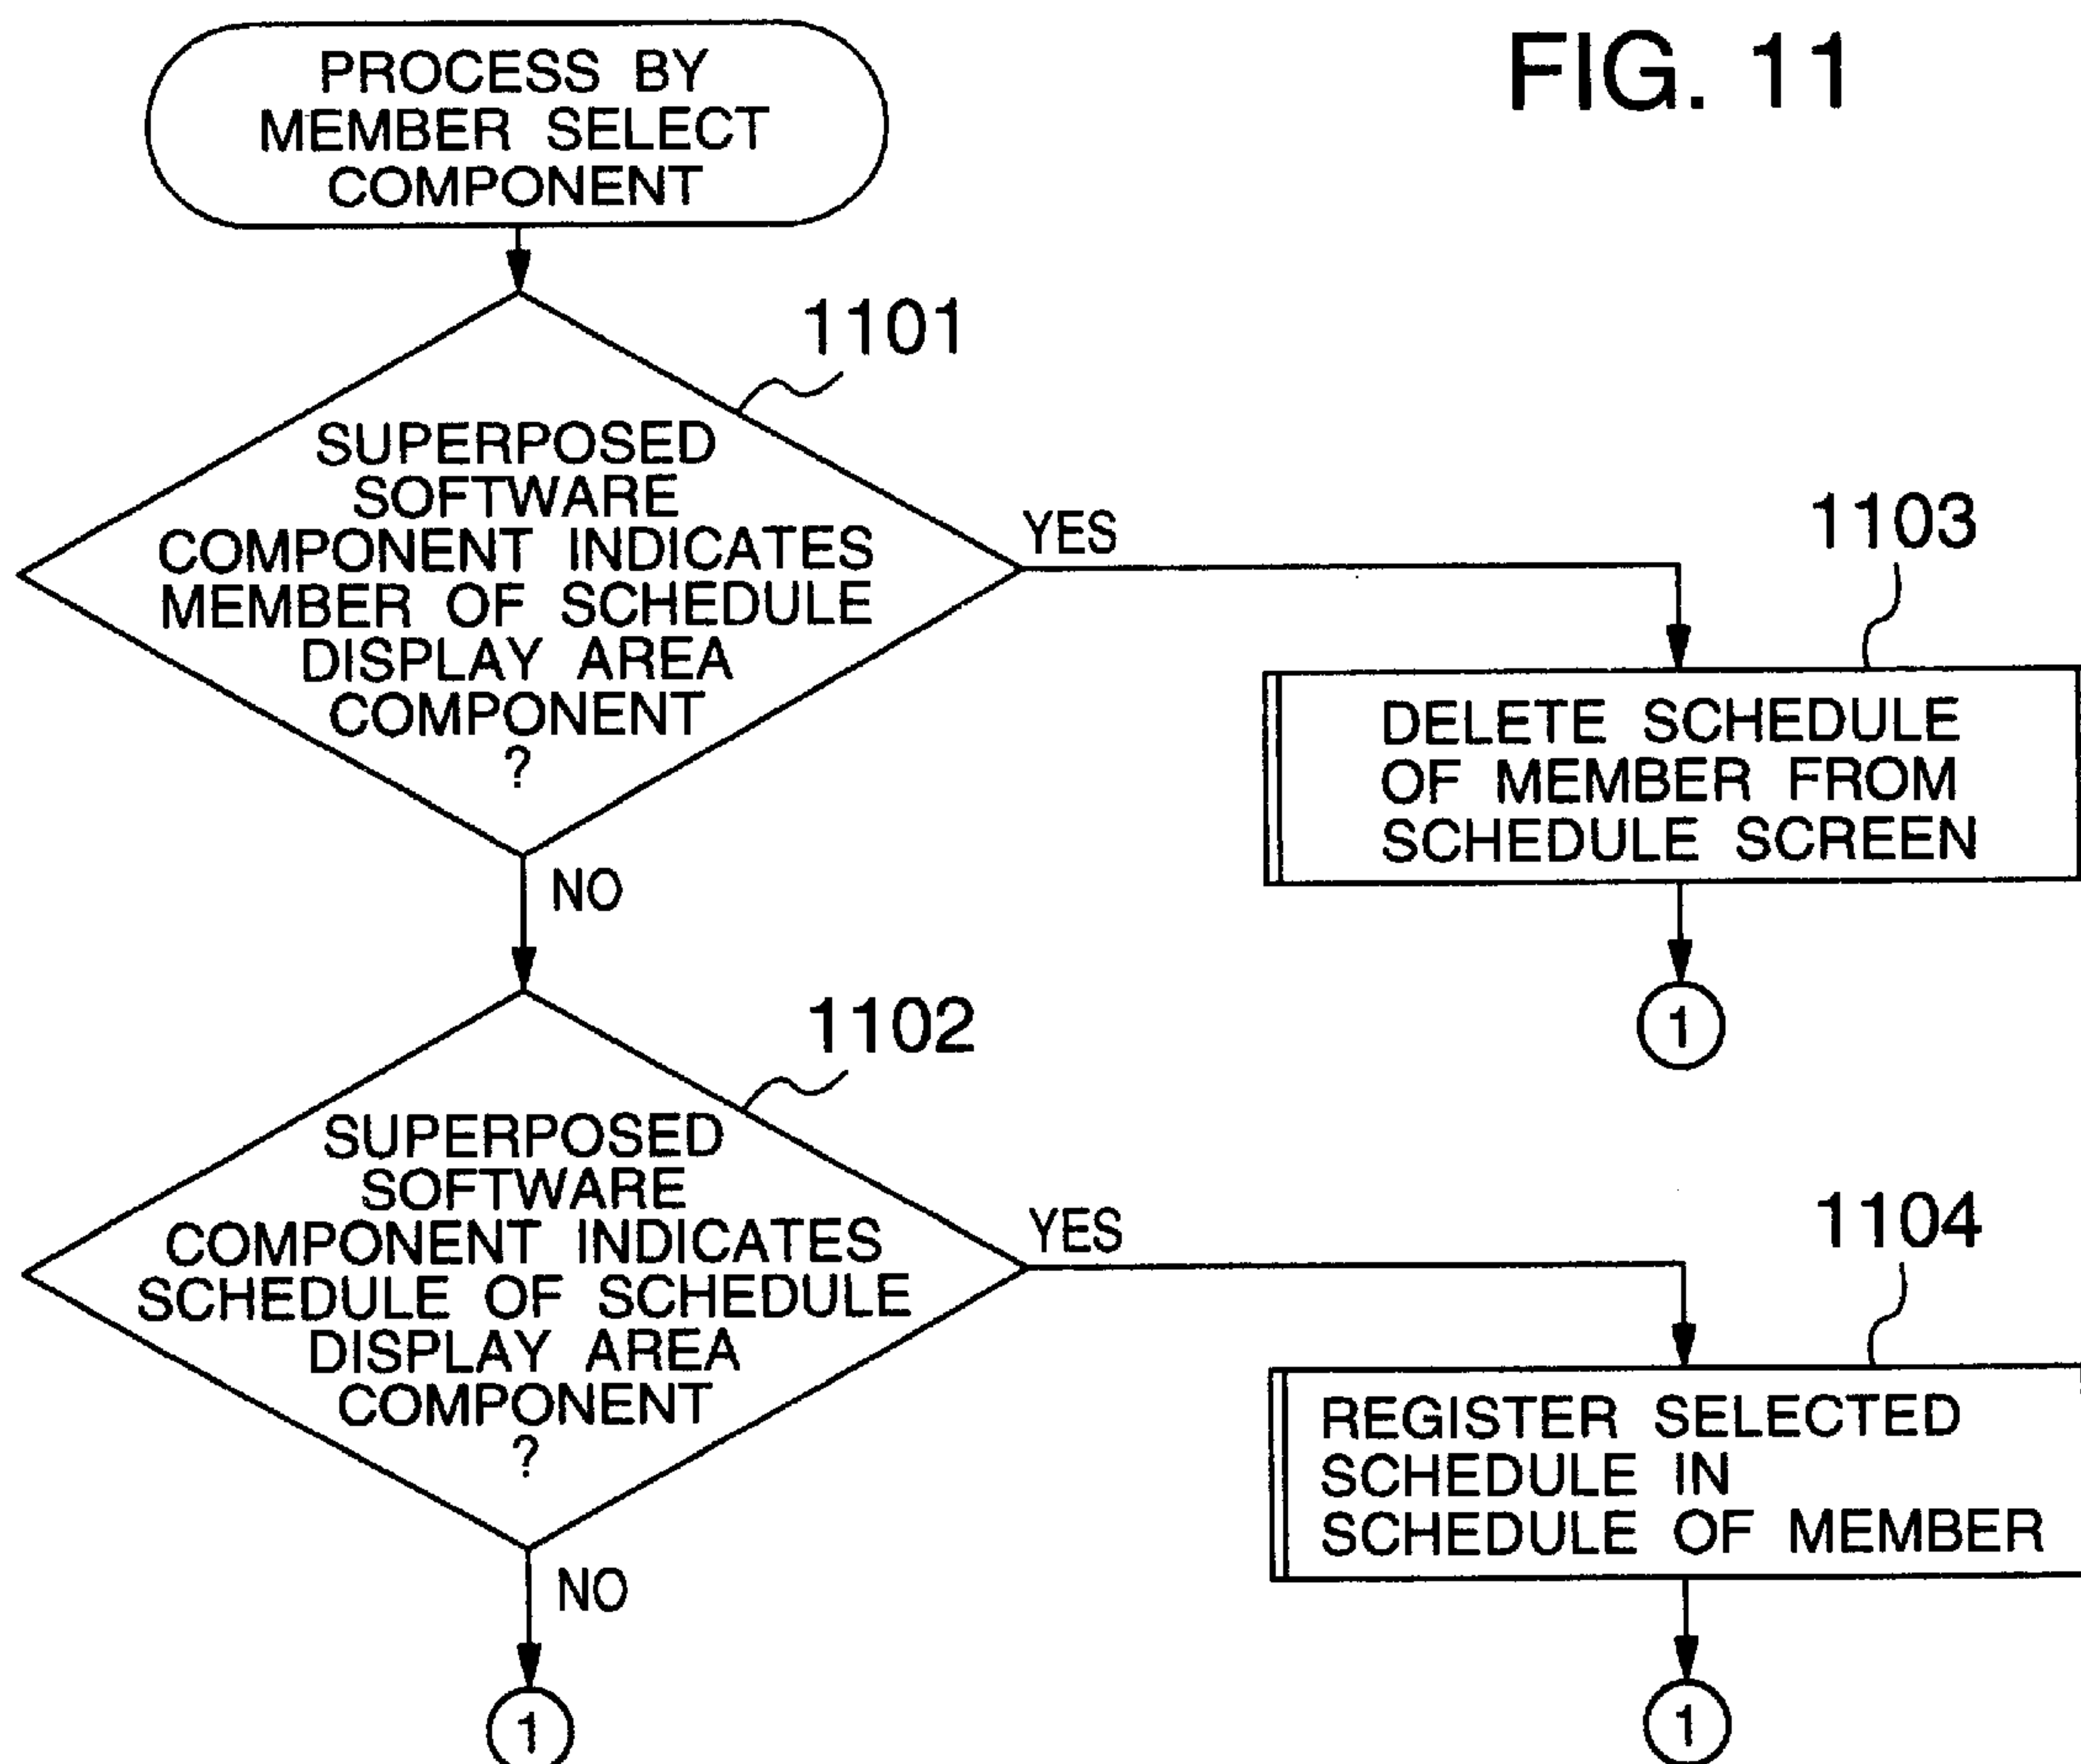 FIG. 11
PROCESS BY
MEMBER SELECT
COMPONENT
1101
SUPERPOSED
SOFTWARE
COMPONENT INDICATES
MEMBER OF SCHEDULE
DISPLAY AREA
COMPONENT
?
YES
1103
DELETE SCHEDULE
OF MEMBER FROM
SCHEDULE SCREEN
1
NO
1102
SUPERPOSED
SOFTWARE
COMPONENT INDICATES
SCHEDULE OF SCHEDULE
DISPLAY AREA
COMPONENT
?
YES
1104
REGISTER SELECTED
SCHEDULE IN
SCHEDULE OF MEMBER
1
NO
1